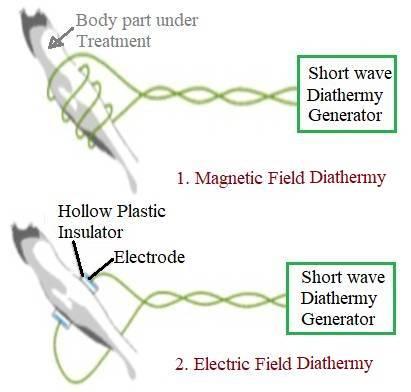 Body part under
Treatment
Short wave
Diathermy
Generator
1. Magnetic Field Diathermy
Hollow Plastic
Insulator
Electrode
Short wave
Diathermy
Generator
2. Electric Field Diathermy